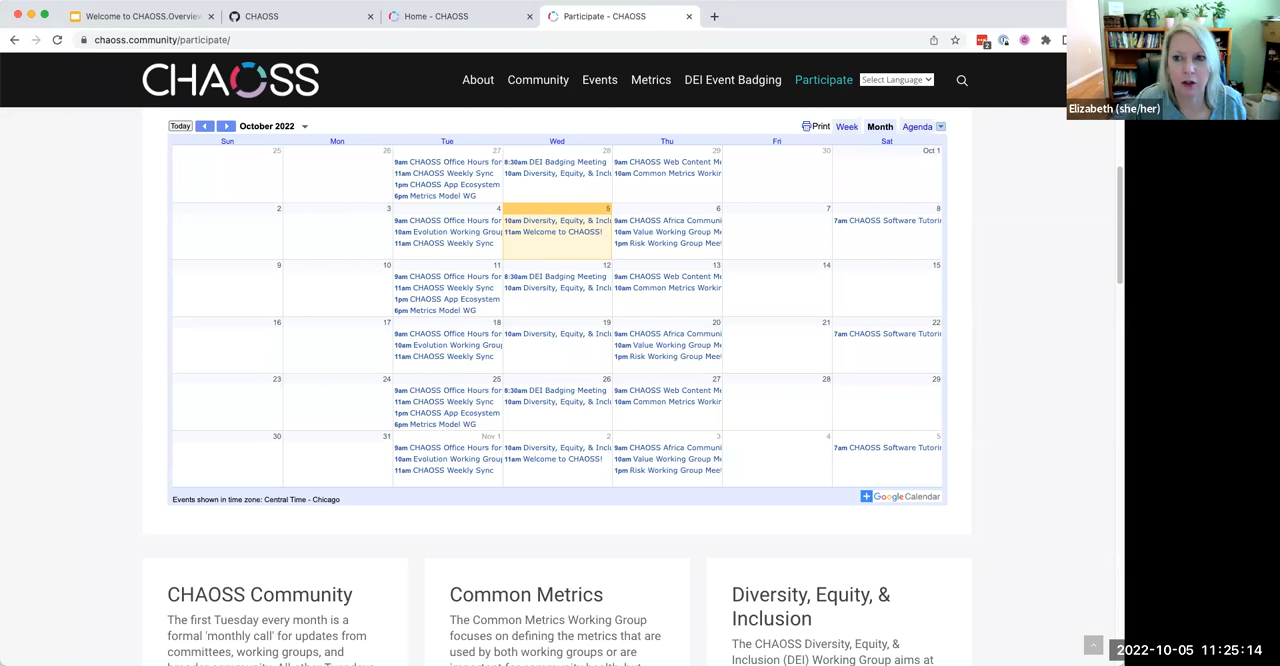 Welcome to CHAOSS.Overview
CHAOSS
Home - CHAOSS
Participate - CHAOSS
chaoss.community/participate/
2
CHAOSS
About
Community
Events
Metrics
DEI Event Badging
Participate
Select Language
Elizabeth (she/her)
Today
October 2022
Print
Week
Month
Agenda
Sun Mon Tue Wed Thu Fri Sat
25 26 27 28 29 30 Oct 1
9am CHAOSS Office Hours for
11am CHAOSS Weekly Sync
1pm CHAOSS App Ecosystem
6pm Metrics Model WG
8:30am DEI Badging Meeting
10am Diversity, Equity, & Inclu
9am CHAOSS Web Content Me
10am Common Metrics Workin
2 3 4 5 6 7 8
9am CHAOSS Office Hours for
10am Evolution Working Group
11am CHAOSS Weekly Sync
10am Diversity, Equity, & Inclu
11am Welcome to CHAOSS!
9am CHAOSS Africa Communi
10am Value Working Group Me
1pm Risk Working Group Meet
7am CHAOSS Software Tutorin
9 10 11 12 13 14 15
9am CHAOSS Office Hours for
11am CHAOSS Weekly Sync
1pm CHAOSS App Ecosystem
6pm Metrics Model WG
8:30am DEI Badging Meeting
10am Diversity, Equity, & Inclu
9am CHAOSS Web Content Me
10am Common Metrics Workin
16 17 18 19 20 21 22
9am CHAOSS Office Hours for
10am Evolution Working Group
11am CHAOSS Weekly Sync
10am Diversity, Equity, & Inclu
9am CHAOSS Africa Communi
10am Value Working Group Me
1pm Risk Working Group Meet
7am CHAOSS Software Tutorin
23 24 25 26 27 28 29
9am CHAOSS Office Hours for
11am CHAOSS Weekly Sync
1pm CHAOSS App Ecosystem
6pm Metrics Model WG
8:30am DEI Badging Meeting
10am Diversity, Equity, & Inclu
9am CHAOSS Web Content Me
10am Common Metrics Workin
30 31 Nov 1 2 3 4 5
9am CHAOSS Office Hours for
10am Evolution Working Group
11am CHAOSS Weekly Sync
10am Diversity, Equity, & Inclu
11am Welcome to CHAOSS!
9am CHAOSS Africa Communi
10am Value Working Group Me
1pm Risk Working Group Meet
7am CHAOSS Software Tutorin
Events shown in time zone: Central Time - Chicago
Google Calendar
CHAOSS Community
The first Tuesday every month is a
formal 'monthly call' for updates from
committees, working groups, and
broader community. All other Tuesdays
Common Metrics
The Common Metrics Working Group
focuses on defining the metrics that are
used by both working groups or are
important for community health, but
Diversity, Equity, &
Inclusion
The CHAOSS Diversity, Equity, &
Inclusion (DEI) Working Group aims at
2022-10-05 11:25:14